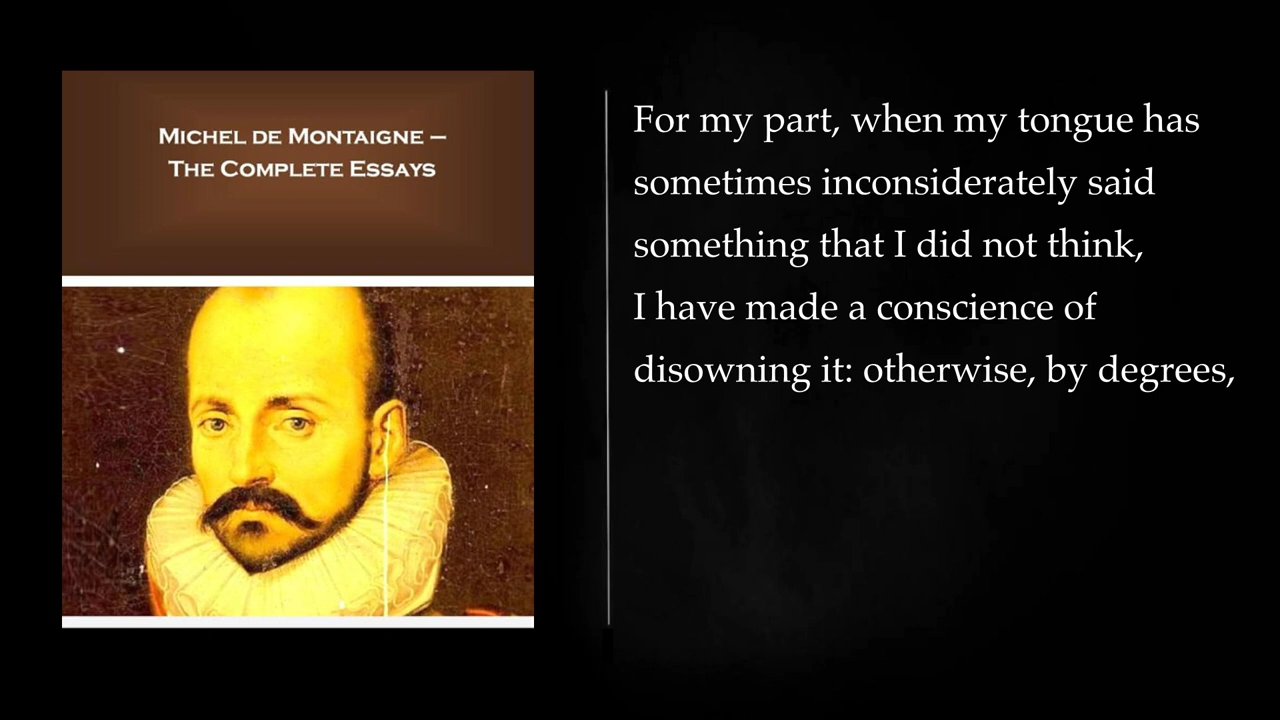 MICHEL DE MONTAIGNE –
THE COMPLETE ESSAYS
For my part, when my tongue has
sometimes inconsiderately said
something that I did not think,
I have made a conscience of
disowning it: otherwise, by degrees,